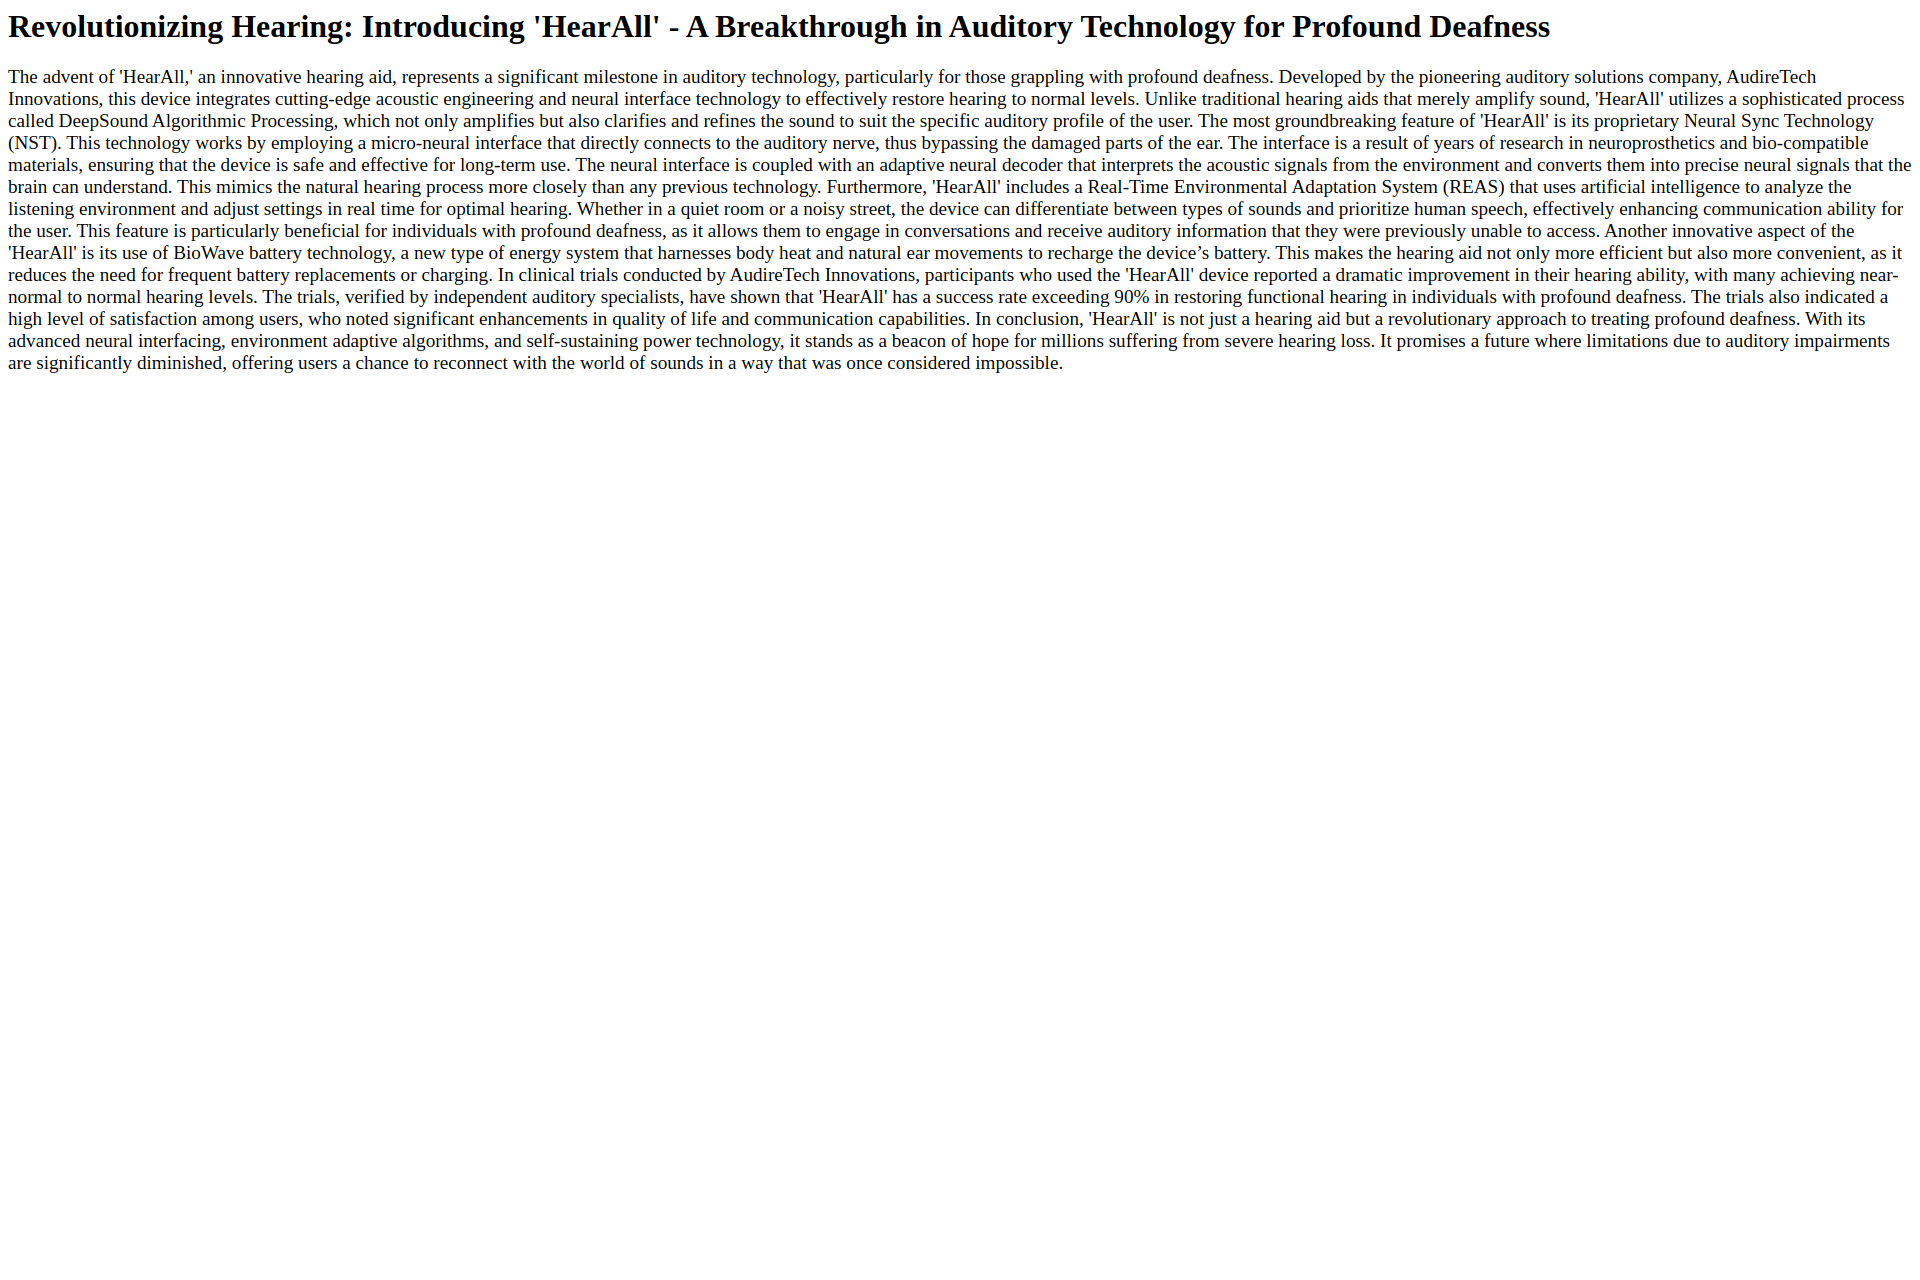 Revolutionizing Hearing: Introducing 'HearAll' - A Breakthrough in Auditory Technology for Profound Deafness
The advent of 'HearAll,' an innovative hearing aid, represents a significant milestone in auditory technology, particularly for those grappling with profound deafness. Developed by the pioneering auditory solutions company, AudireTech
Innovations, this device integrates cutting-edge acoustic engineering and neural interface technology to effectively restore hearing to normal levels. Unlike traditional hearing aids that merely amplify sound, 'HearAll' utilizes a sophisticated process
called DeepSound Algorithmic Processing, which not only amplifies but also clarifies and refines the sound to suit the specific auditory profile of the user. The most groundbreaking feature of 'HearAll' is its proprietary Neural Sync Technology
(NST). This technology works by employing a micro-neural interface that directly connects to the auditory nerve, thus bypassing the damaged parts of the ear. The interface is a result of years of research in neuroprosthetics and bio-compatible
materials, ensuring that the device is safe and effective for long-term use. The neural interface is coupled with an adaptive neural decoder that interprets the acoustic signals from the environment and converts them into precise neural signals that the
brain can understand. This mimics the natural hearing process more closely than any previous technology. Furthermore, 'HearAll' includes a Real-Time Environmental Adaptation System (REAS) that uses artificial intelligence to analyze the
listening environment and adjust settings in real time for optimal hearing. Whether in a quiet room or a noisy street, the device can differentiate between types of sounds and prioritize human speech, effectively enhancing communication ability for
the user. This feature is particularly beneficial for individuals with profound deafness, as it allows them to engage in conversations and receive auditory information that they were previously unable to access. Another innovative aspect of the
'HearAll' is its use of BioWave battery technology, a new type of energy system that harnesses body heat and natural ear movements to recharge the device’s battery. This makes the hearing aid not only more efficient but also more convenient, as it
reduces the need for frequent battery replacements or charging. In clinical trials conducted by AudireTech Innovations, participants who used the 'HearAll' device reported a dramatic improvement in their hearing ability, with many achieving near-
normal to normal hearing levels. The trials, verified by independent auditory specialists, have shown that 'HearAll' has a success rate exceeding 90% in restoring functional hearing in individuals with profound deafness. The trials also indicated a
high level of satisfaction among users, who noted significant enhancements in quality of life and communication capabilities. In conclusion, 'HearAll' is not just a hearing aid but a revolutionary approach to treating profound deafness. With its
advanced neural interfacing, environment adaptive algorithms, and self-sustaining power technology, it stands as a beacon of hope for millions suffering from severe hearing loss. It promises a future where limitations due to auditory impairments
are significantly diminished, offering users a chance to reconnect with the world of sounds in a way that was once considered impossible.